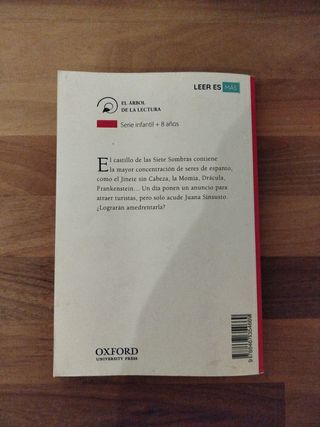 LEER ES MÁS
EL ÁRBOL
DE LA LECTURA
Serie infantil + 8 años
El castillo de las Siete Sombras contiene
la mayor concentración de seres de espanto,
como el Jinete sin Cabeza, la Momia, Drácula,
Frankenstein... Un día ponen un anuncio para
atraer turistas, pero solo acude Juana Sinsusto.
¿Lograrán amedrentarla?
OXFORD
UNIVERSITY PRESS